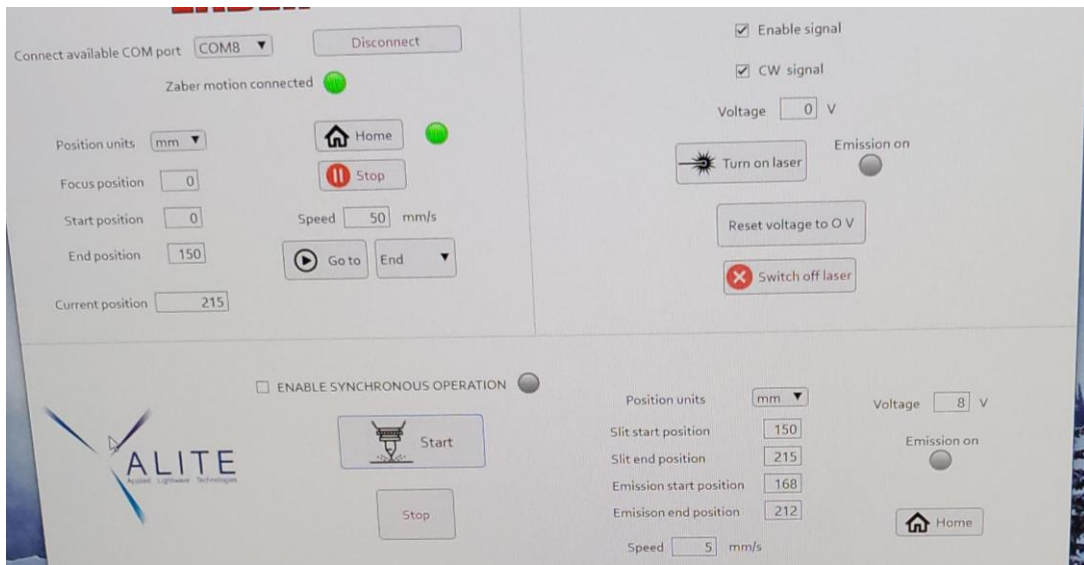 ZABER
Connect available COM port COM8 Disconnect
Zaber motion connected
Position units mm Home
Focus position 0 Stop
Start position 0 Speed 50 mm/s
End position 150 Go to End
Current position 215
Enable signal
CW signal
Voltage 0 V
Turn on laser Emission on
Reset voltage to O V
Switch off laser
ENABLE SYNCHRONOUS OPERATION
Start
Stop
ALITE
Applied Lightwave Technologies
Position units mm Voltage 8 V
Slit start position 150
Slit end position 215 Emission on
Emission start position 168
Emisison end position 212 Home
Speed 5 mm/s